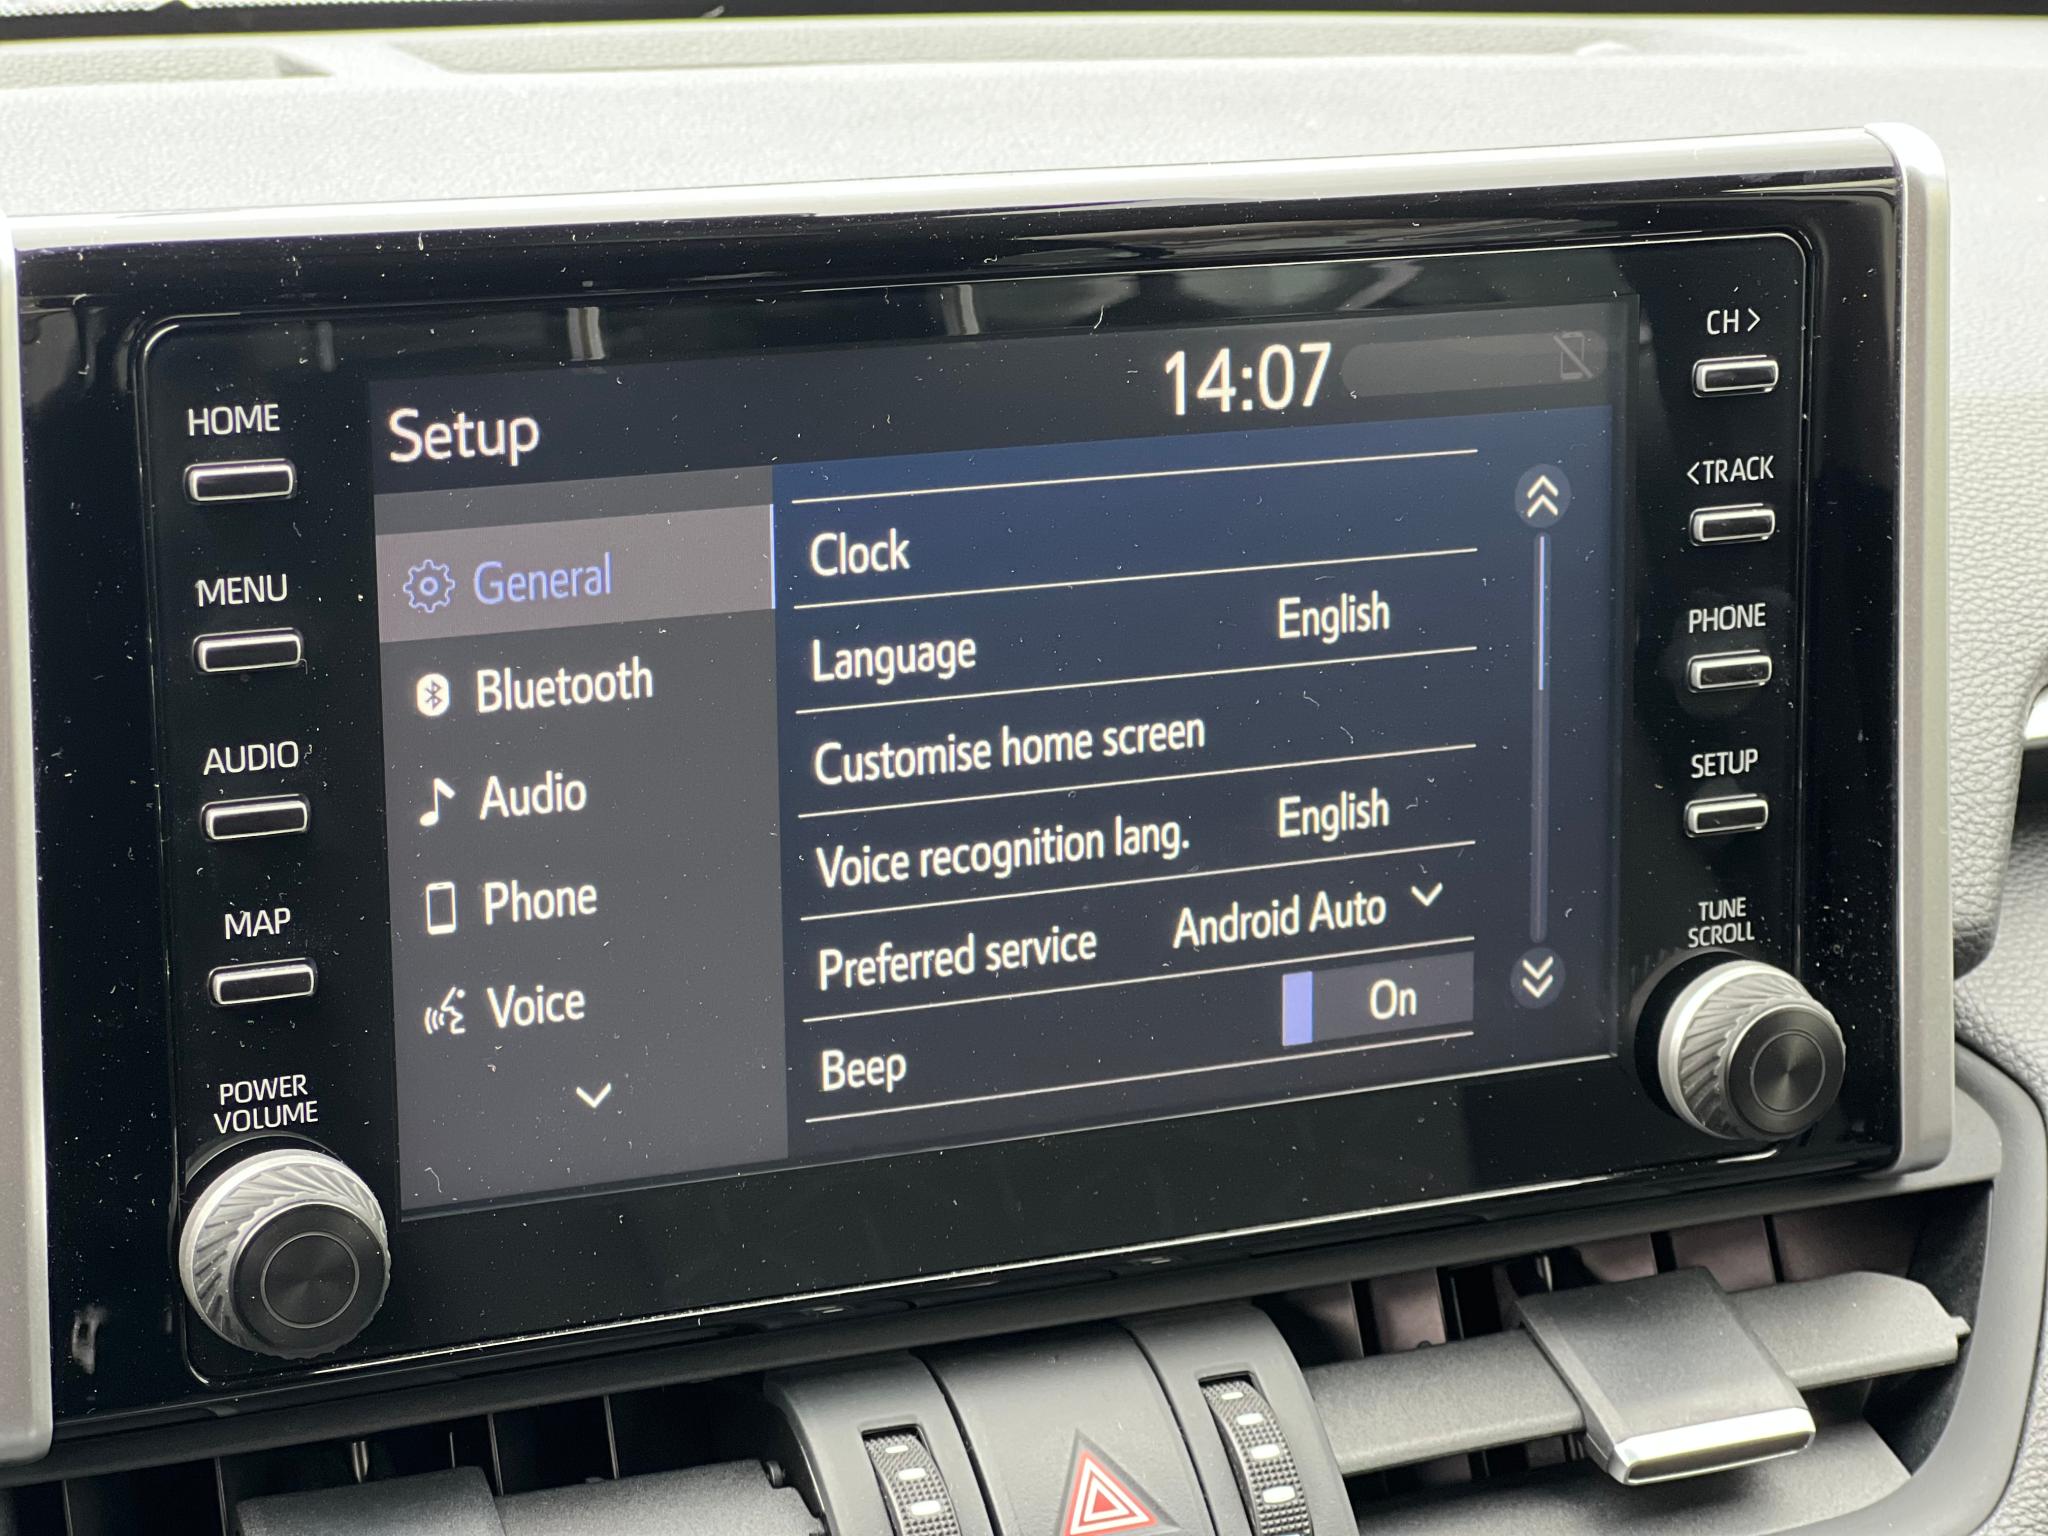 Setup
14:07
General
Bluetooth
Audio
Phone
Voice
Clock
Language English
Customise home screen
Voice recognition lang. English
Preferred service Android Auto
Beep On
HOME
MENU
AUDIO
MAP
POWER
VOLUME
CH >
< TRACK
PHONE
SETUP
TUNE
SCROLL